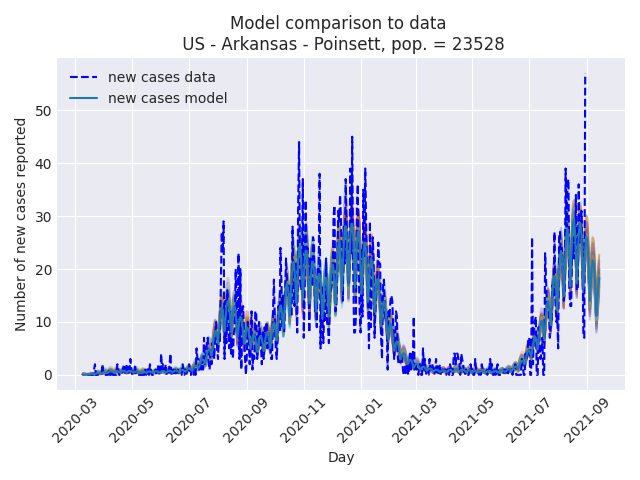 Model comparison to data
US - Arkansas - Poinsett, pop. = 23528
new cases data
new cases model
Number of new cases reported
50
40
30
20
10
0
2020-03
2020-05
2020-07
2020-09
2020-11
2021-01
2021-03
2021-05
2021-07
2021-09
Day